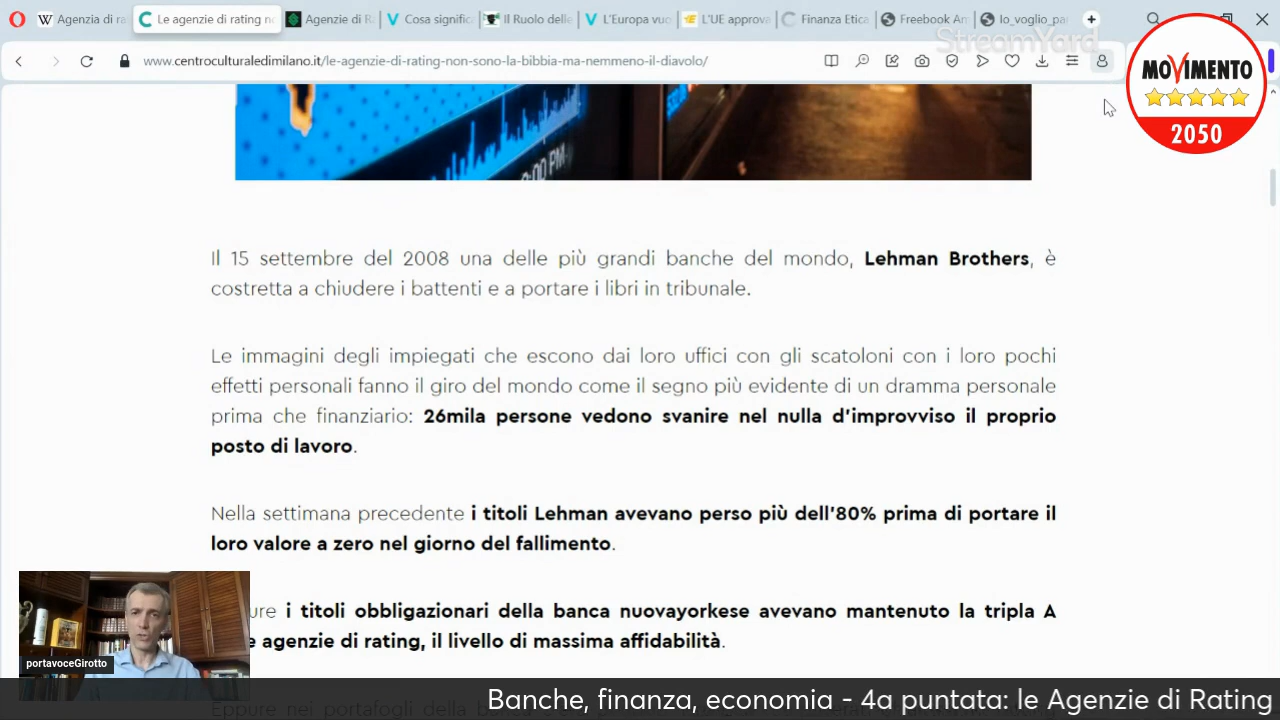 Agenzia di ra
Le agenzie di rating no
Agenzie di Ra
Cosa signific
Il Ruolo delle
L'Europa vuo
L'UE approva
Finanza etica
Freebook Am
Io_voglio_pa
StreamYard
www.centroculturaledimilano.it/le-agenzie-di-rating-non-sono-la-bibbia-ma-nemmeno-il-diavolo/
MOVIMENTO
2050
Il 15 settembre del 2008 una delle più grandi banche del mondo, Lehman Brothers, è
costretta a chiudere i battenti e a portare i libri in tribunale.
Le immagini degli impiegati che escono dai loro uffici con gli scatoloni con i loro pochi
effetti personali fanno il giro del mondo come il segno più evidente di un dramma personale
prima che finanziario: 26mila persone vedono svanire nel nulla d'improvviso il proprio
posto di lavoro.
Nella settimana precedente i titoli Lehman avevano perso più dell'80% prima di portare il
loro valore a zero nel giorno del fallimento.
ure i titoli obbligazionari della banca nuovayorkese avevano mantenuto la tripla A
e agenzie di rating, il livello di massima affidabilità.
portavoceGirotto
Eppure nei portafogli della
Banche, finanza, economia - 4a puntata: le Agenzie di Rating